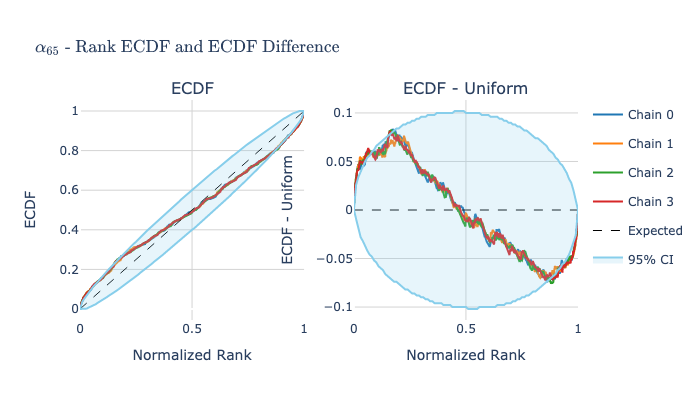 α65 - Rank ECDF and ECDF Difference
ECDF
ECDF
1
0.8
0.6
0.4
0.2
0
0
0.5
1
Normalized Rank
ECDF - Uniform
ECDF - Uniform
0.1
0.05
0
−0.05
−0.1
0
0.5
1
Normalized Rank
Chain 0
Chain 1
Chain 2
Chain 3
Expected
95% CI